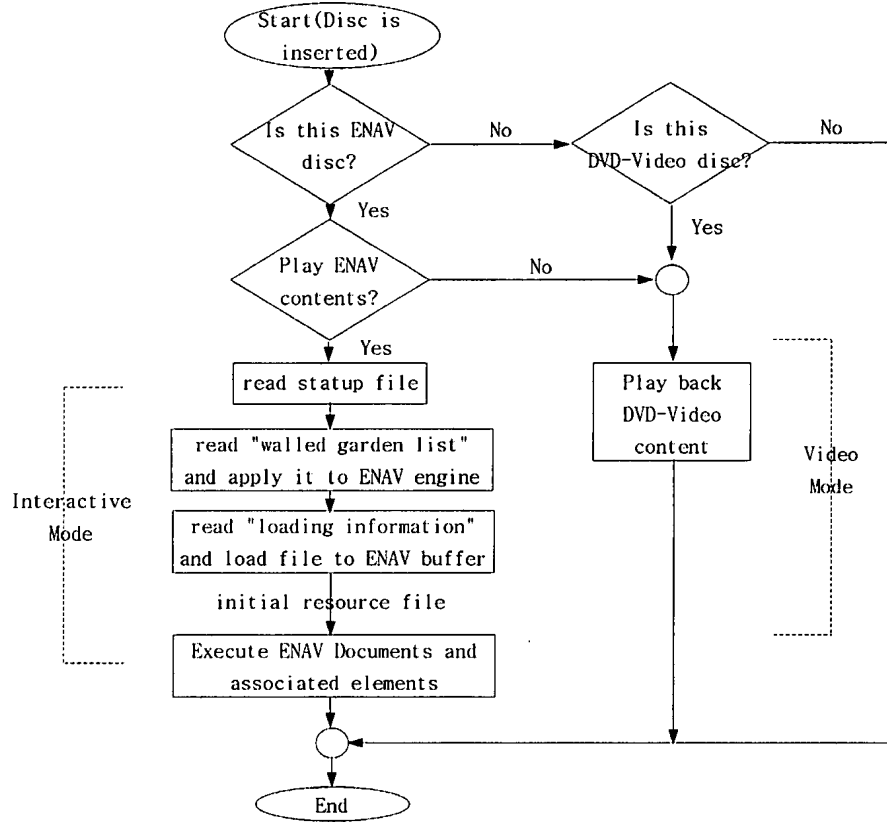 Start(Disc is
inserted)
Is this ENAV
disc?
No
Is this
DVD-Video disc?
No
Yes
Yes
Play ENAV
contents?
No
Yes
read statup file
Play back
DVD-Video
content
read "walled garden list"
and apply it to ENAV engine
Video
Mode
Interactive
Mode
read "loading information"
and load file to ENAV buffer
initial resource file
Execute ENAV Documents and
associated elements
End